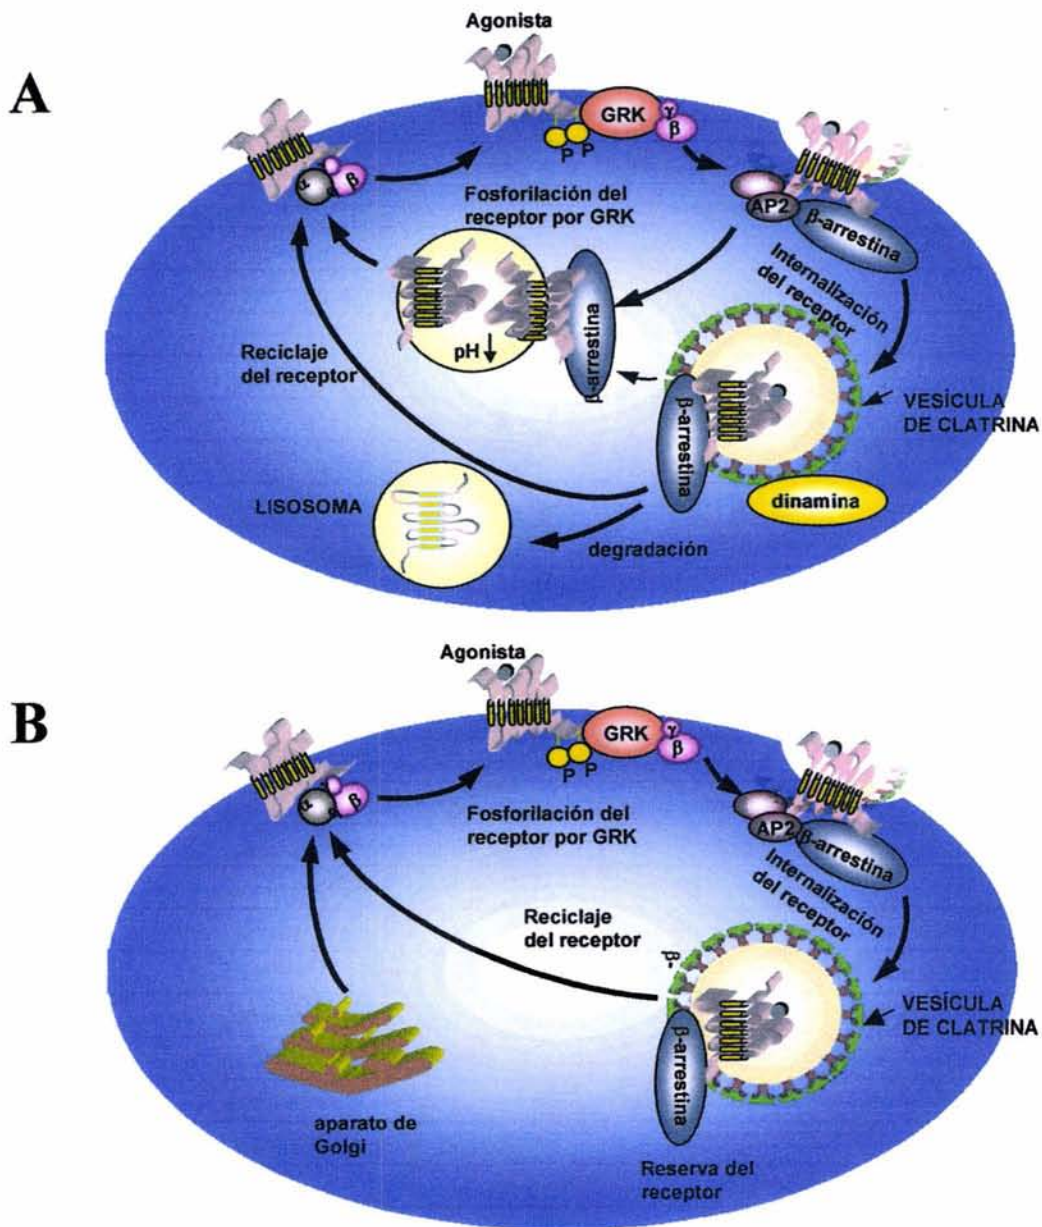 Agonista
A
GRK
γ
β
P
P
β
α
Fosforilación del
receptor por GRK
AP2
β-arrestina
Internalización
del receptor
pH
β-arrestina
Reciclaje
del receptor
β-arrestina
VESÍCULA
DE CLATRINA
dinamina
LISOSOMA
degradación
Agonista
B
GRK
γ
β
P
P
β
α
Fosforilación del
receptor por GRK
AP2
β-arrestina
Internalización
del receptor
Reciclaje
del receptor
β-
β-arrestina
VESÍCULA
DE CLATRINA
aparato de
Golgi
Reserva del
receptor